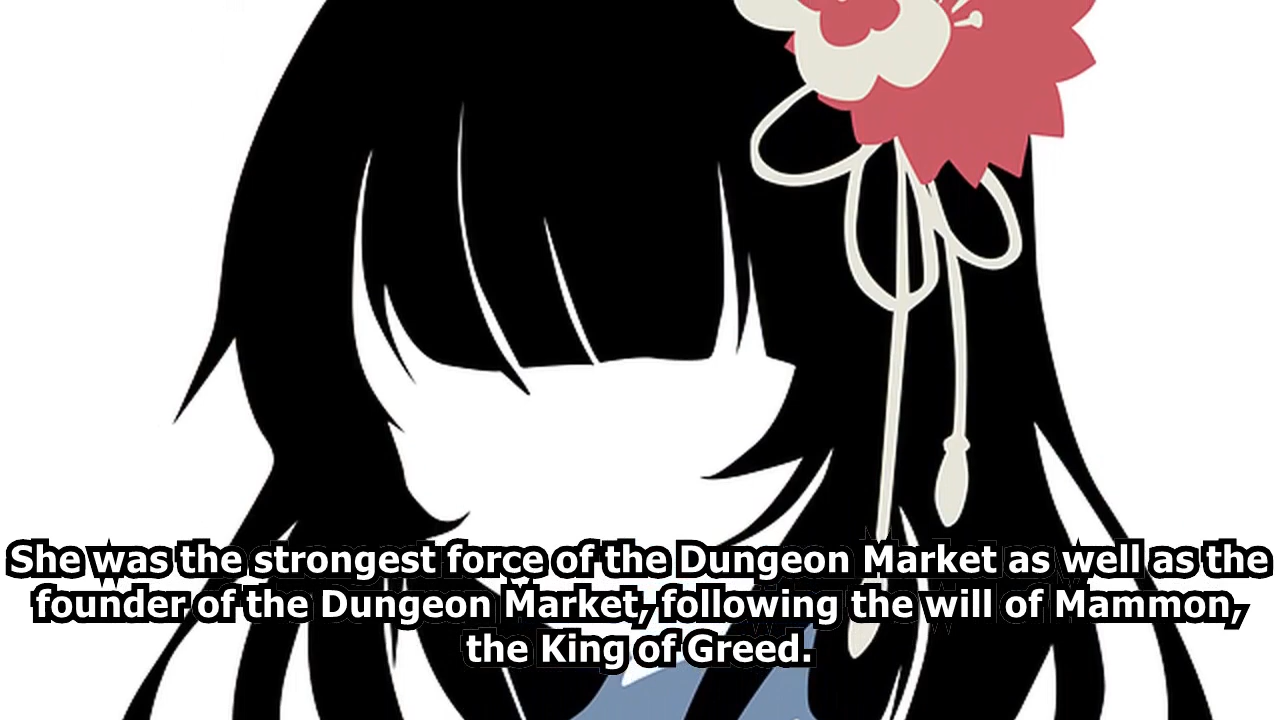 She was the strongest force of the Dungeon Market as well as the
founder of the Dungeon Market, following the will of Mammon,
the King of Greed.